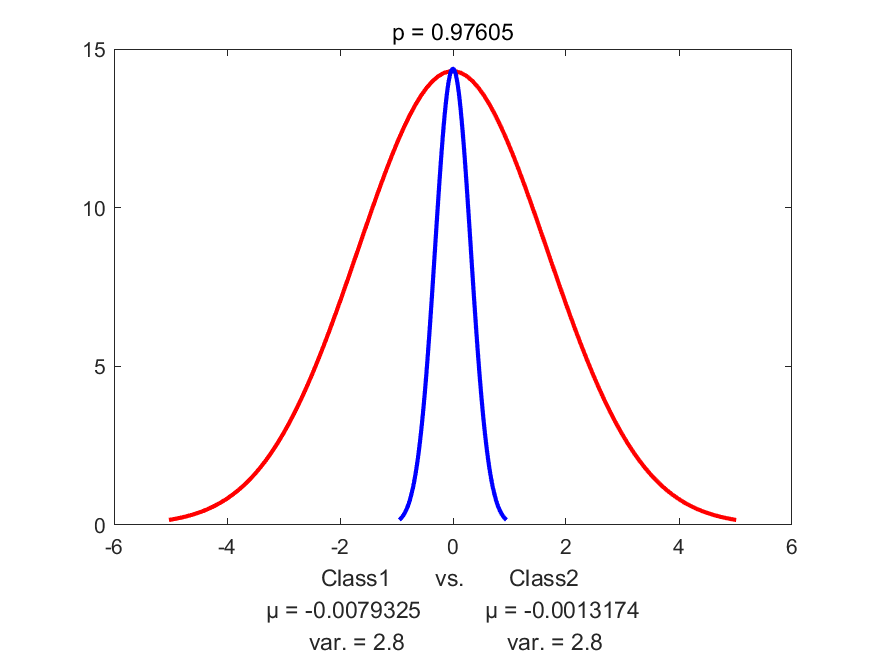 p = 0.97605
15
10
5
0
-6 -4 -2 0 2 4 6
Class1 vs. Class2
µ = -0.0079325 µ = -0.0013174
var. = 2.8 var. = 2.8